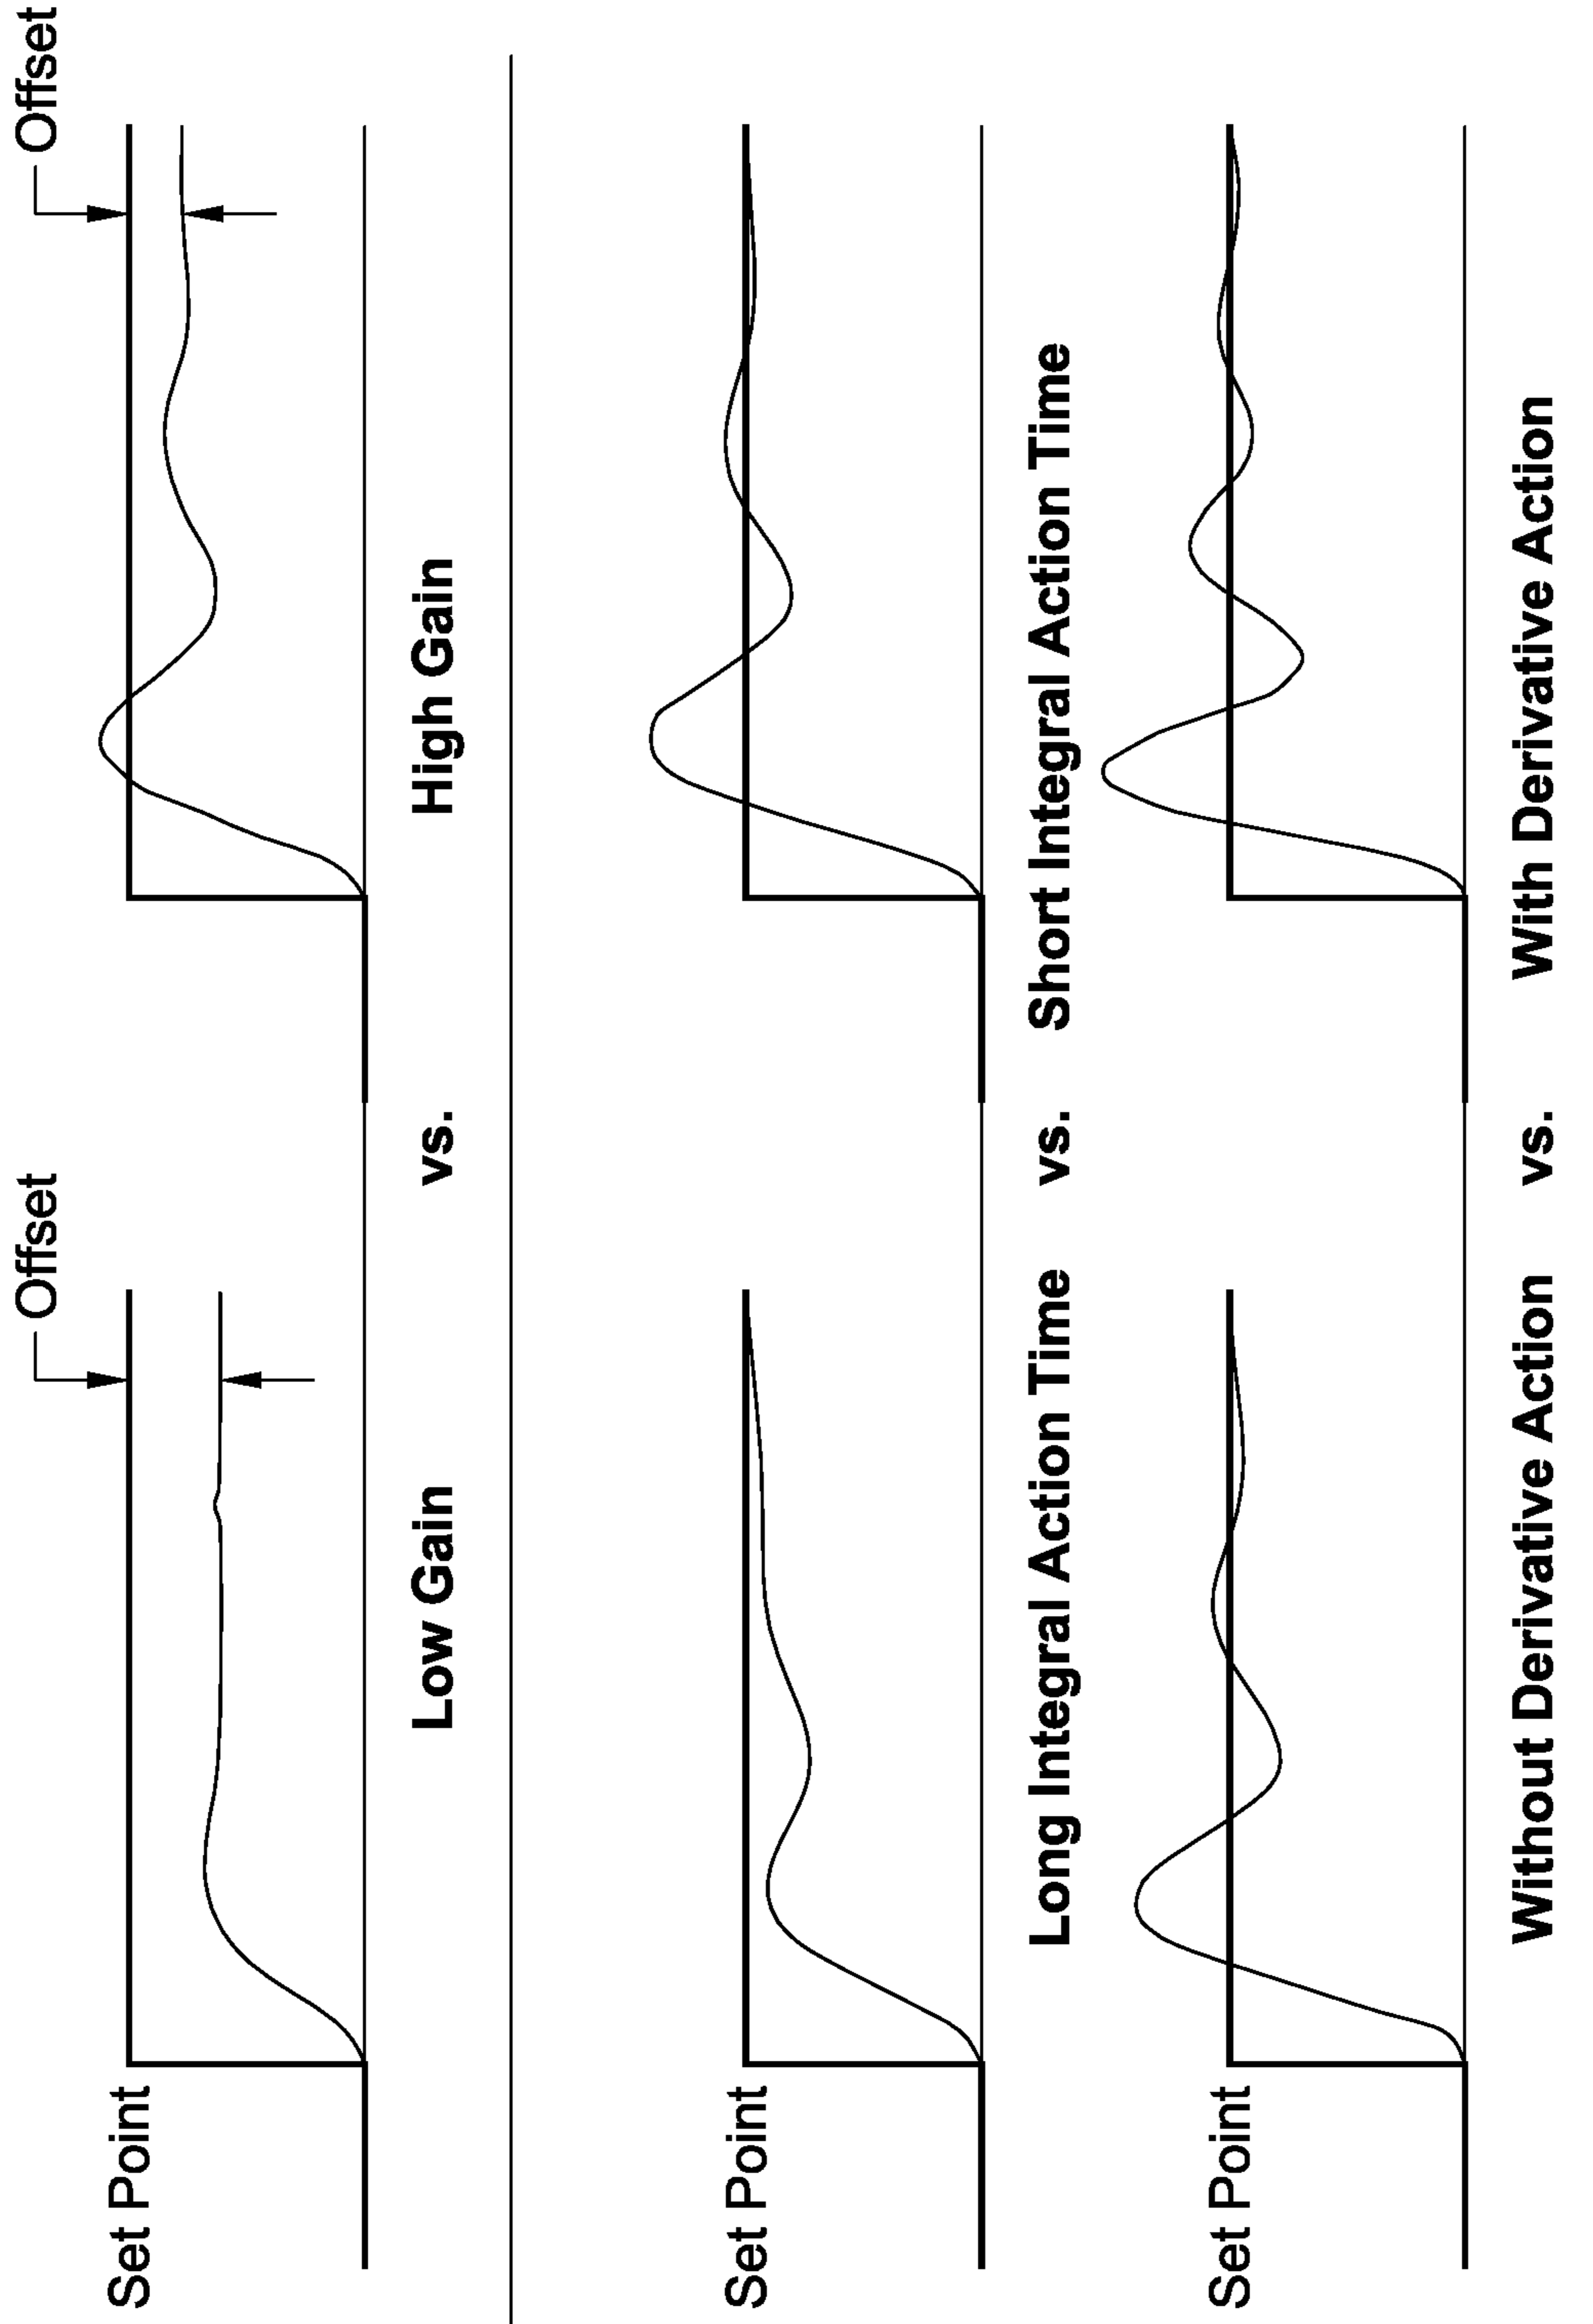 Offset
Offset
Set Point
Low Gain vs. High Gain
Set Point
Long Integral Action Time vs. Short Integral Action Time
Set Point
Without Derivative Action vs. With Derivative Action